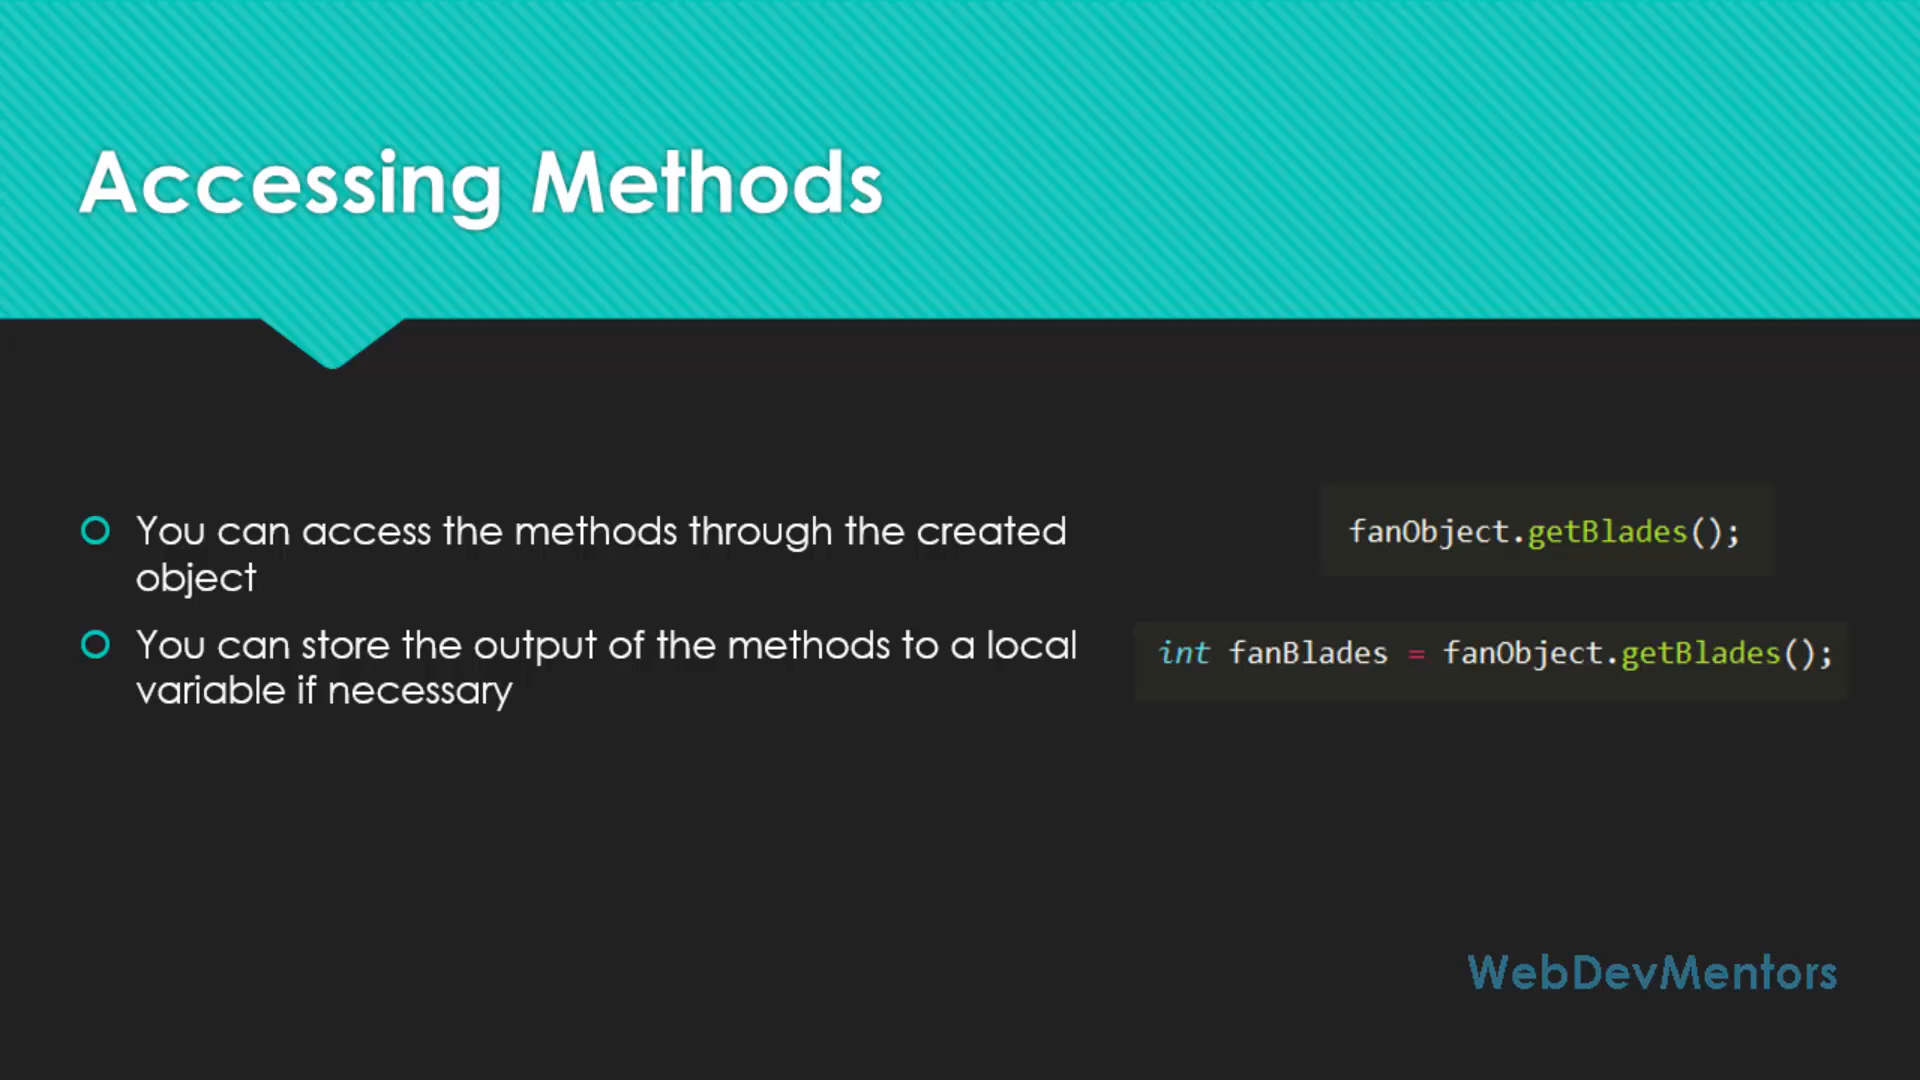 Accessing Methods
You can access the methods through the created
object
fanObject.getBlades();
You can store the output of the methods to a local
variable if necessary
int fanBlades = fanObject.getBlades();
WebDevMentors